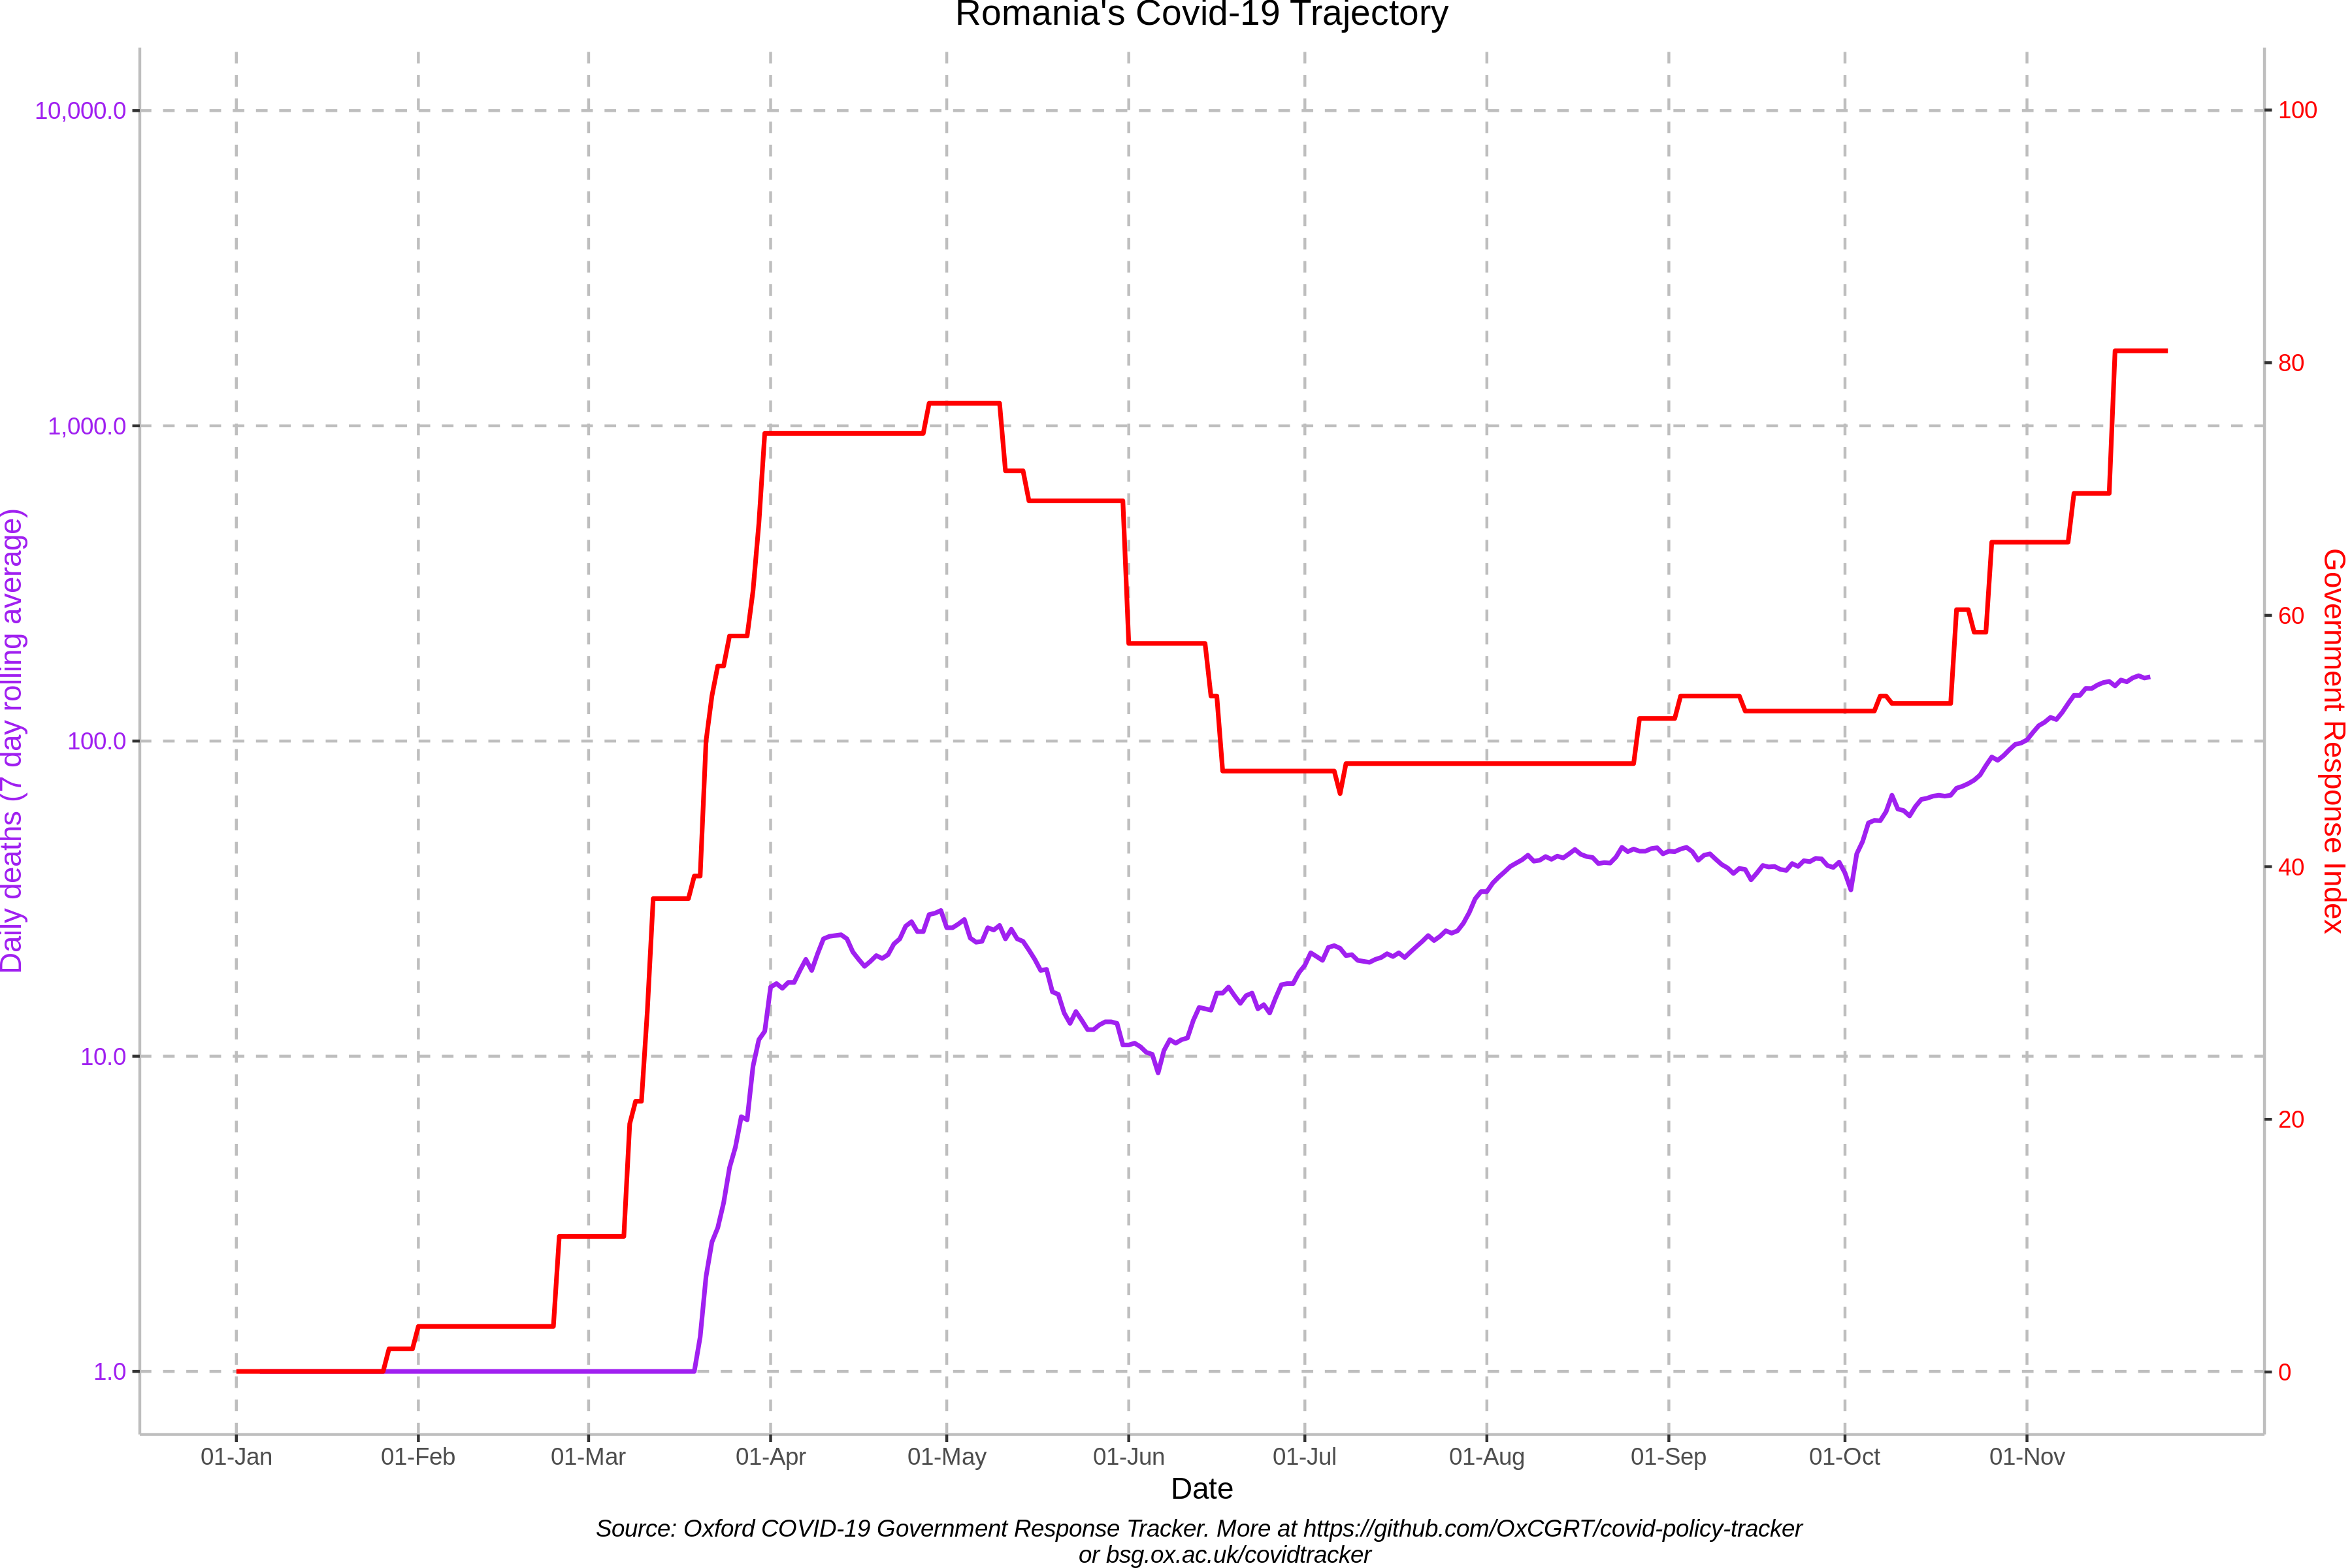 Romania's Covid-19 Trajectory
Daily deaths (7 day rolling average)
10,000.0
1,000.0
100.0
10.0
1.0
100
80
60
40
20
0
Government Response Index
01-Jan
01-Feb
01-Mar
01-Apr
01-May
01-Jun
01-Jul
01-Aug
01-Sep
01-Oct
01-Nov
Date
Source: Oxford COVID-19 Government Response Tracker. More at https://github.com/OxCGRT/covid-policy-tracker
or bsg.ox.ac.uk/covidtracker